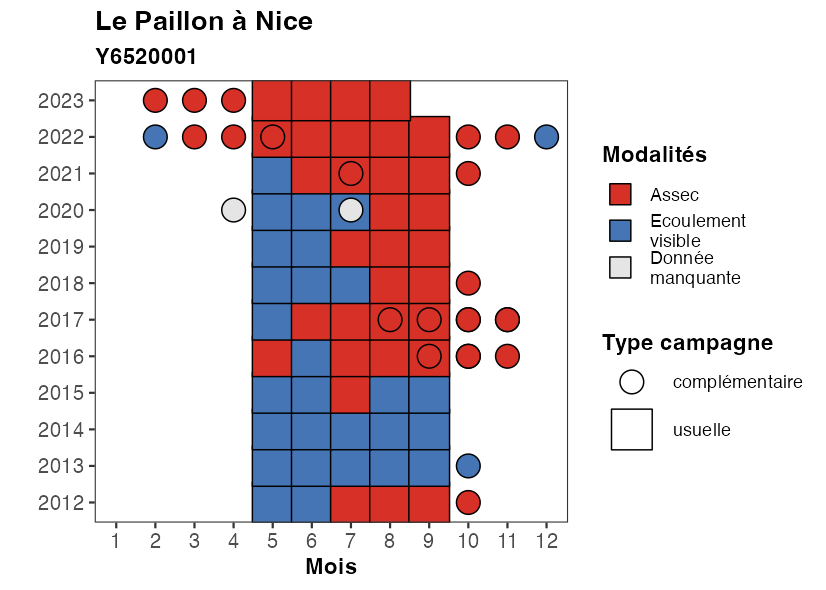 Le Paillon à Nice
Y6520001
2023
2022
2021
2020
2019
2018
2017
2016
2015
2014
2013
2012
1 2 3 4 5 6 7 8 9 10 11 12
Mois
Modalités
Assec
Ecoulement
visible
Donnée
manquante
Type campagne
complémentaire
usuelle